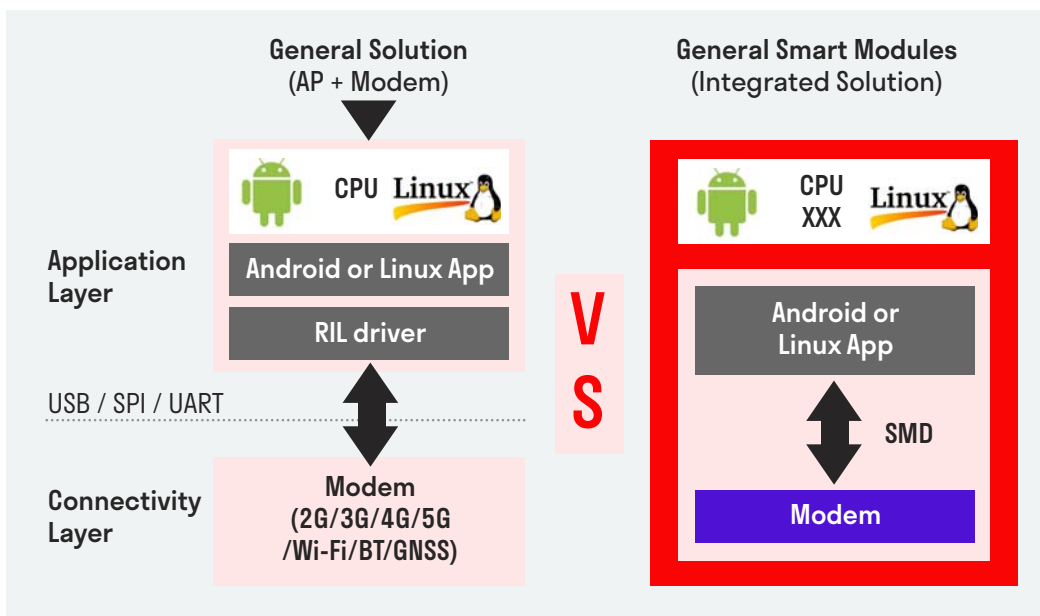 General Solution
(AP + Modem)
CPU Linux
Application
Layer
Android or Linux App
RIL driver
USB / SPI / UART
Connectivity
Layer
Modem
(2G/3G/4G/5G
/Wi-Fi/BT/GNSS)
V
S
General Smart Modules
(Integrated Solution)
CPU
XXX
Linux
Android or
Linux App
SMD
Modem